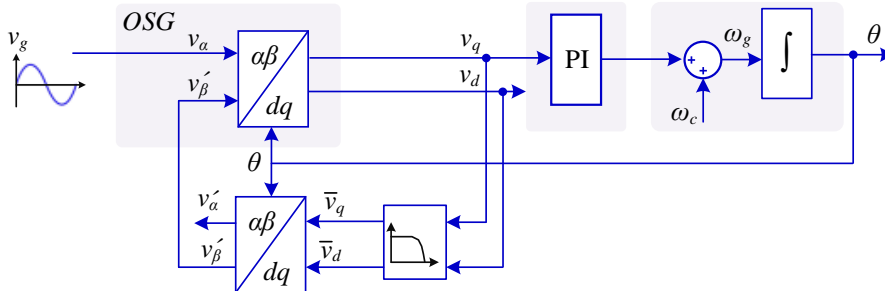 OSG
v_g
v_α
αβ
v_q
PI
ω_g
∫
θ
v_β´
v_d
dq
ω_c
θ
v_α´
αβ
v̅_q
v_β´
dq
v̅_d